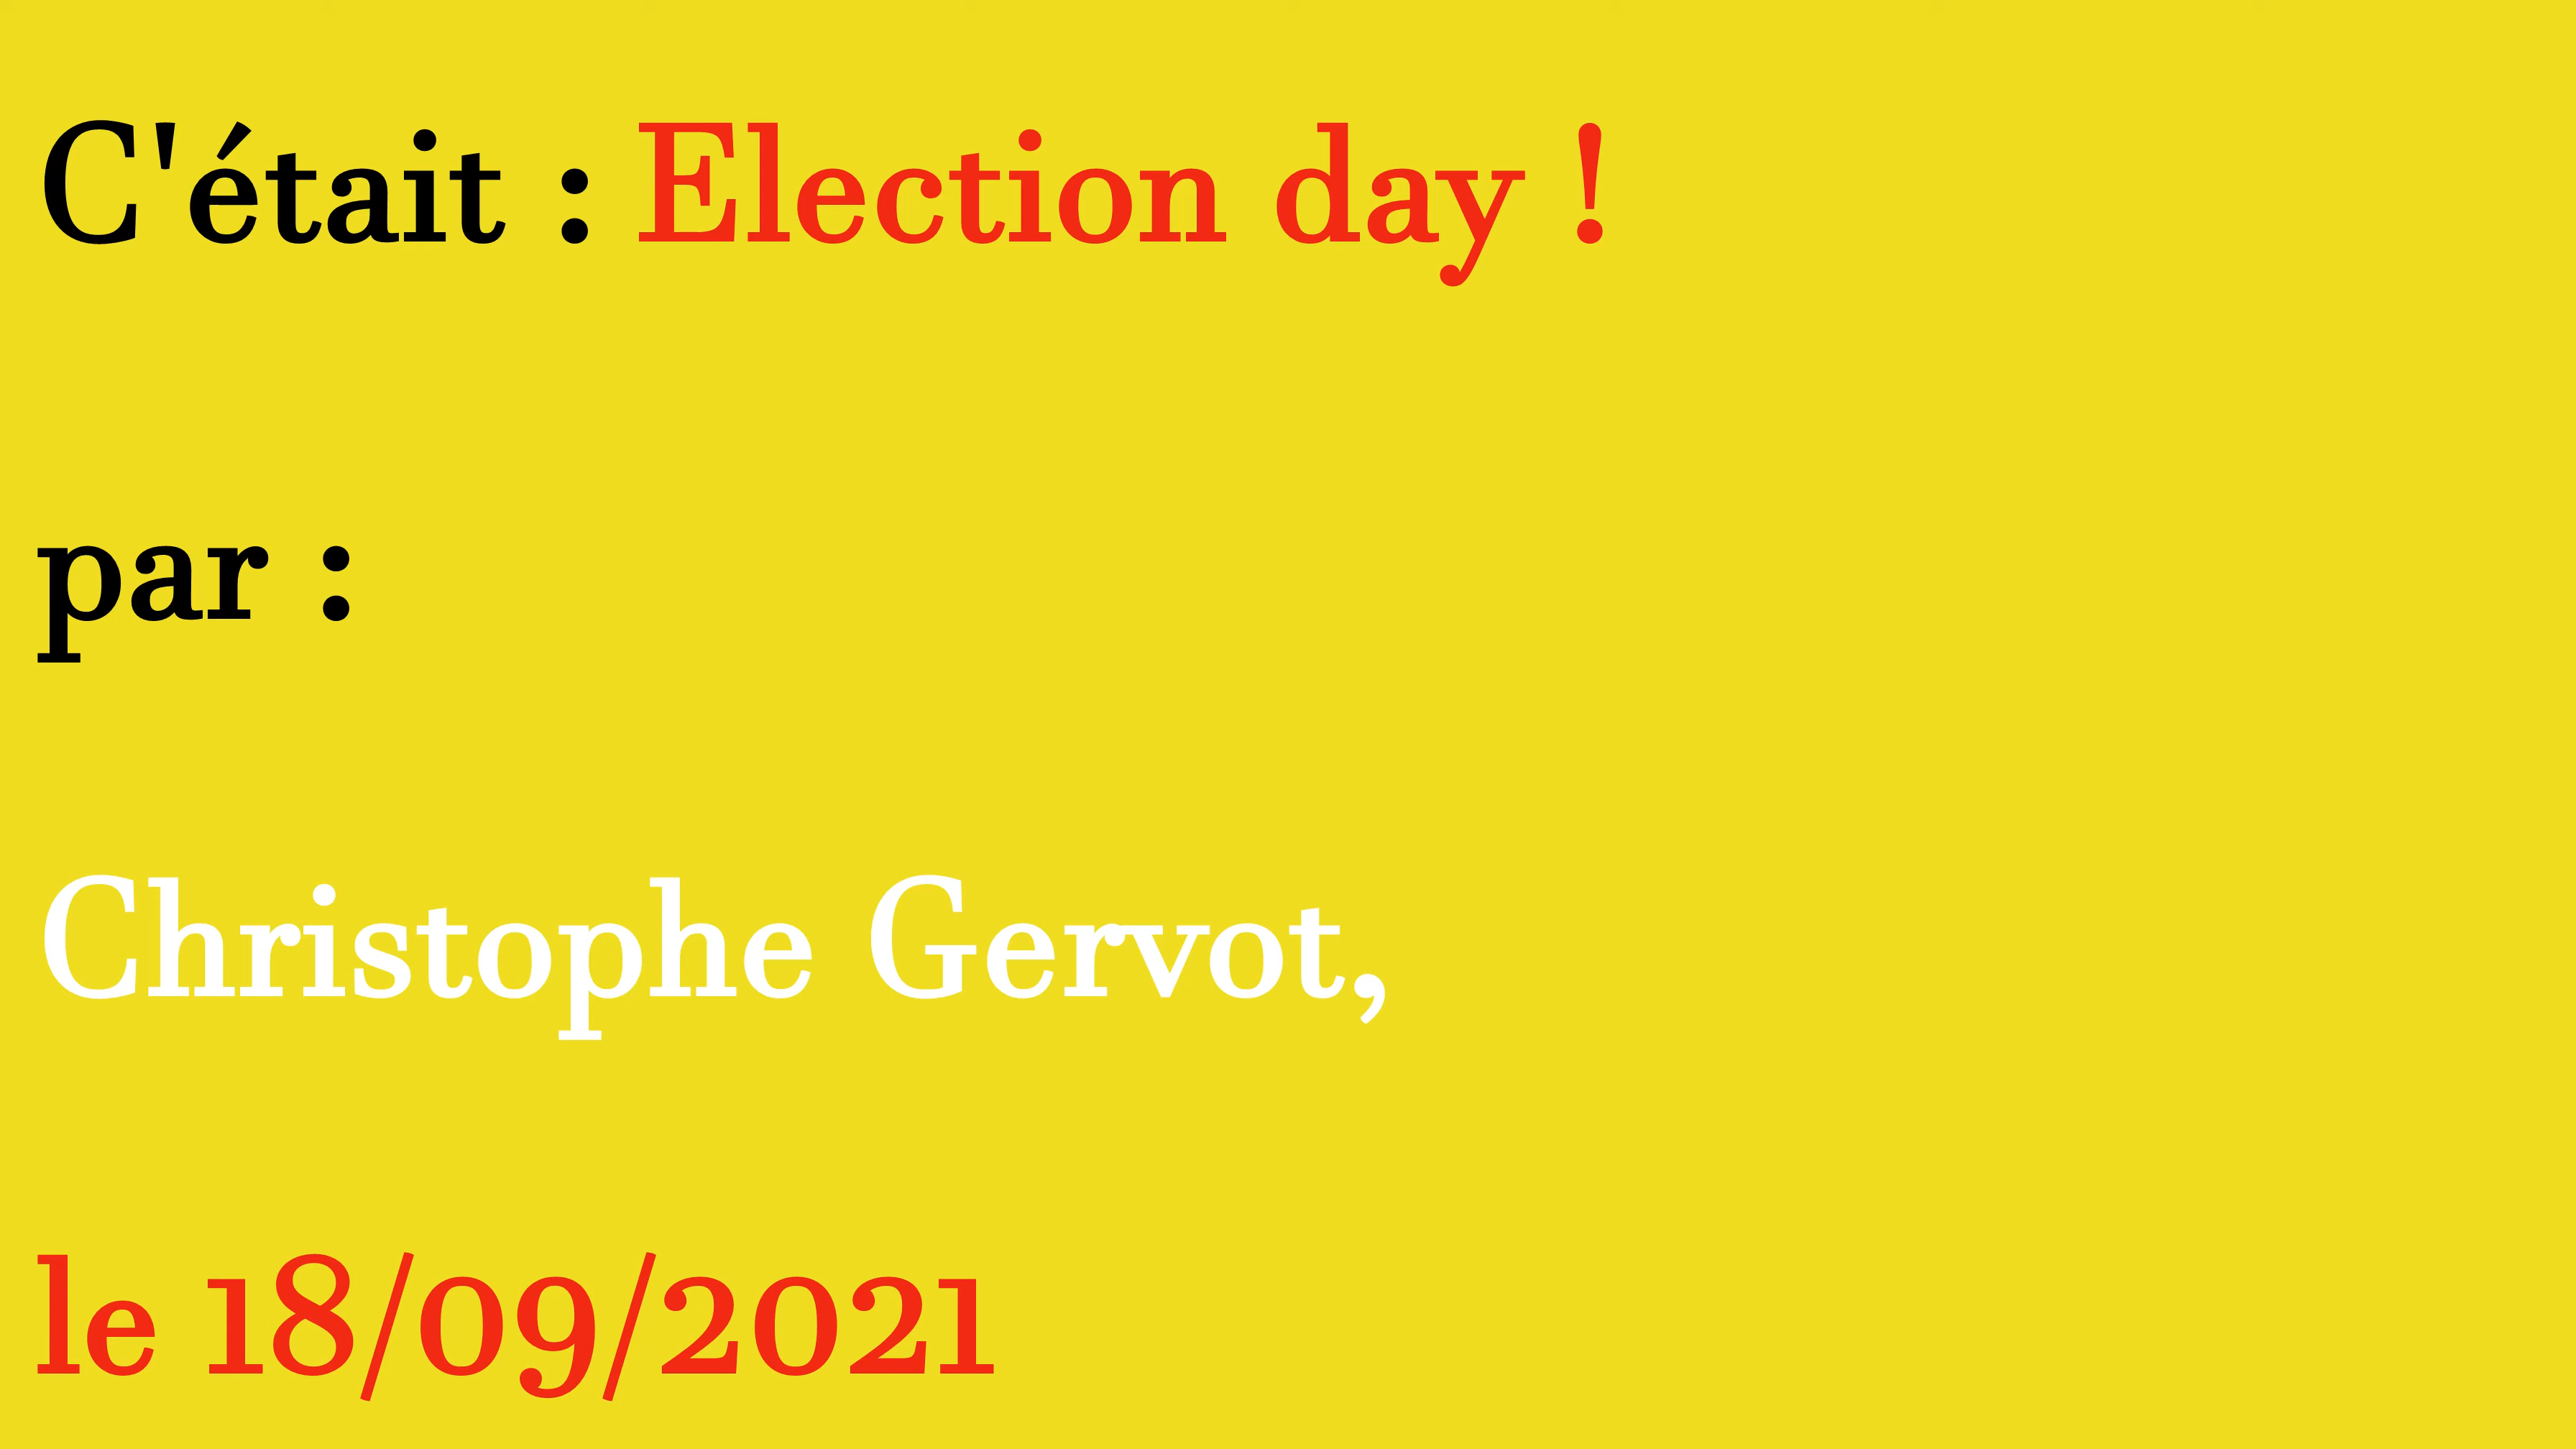 C'était : Election day !
par :
Christophe Gervot,
le 18/09/2021